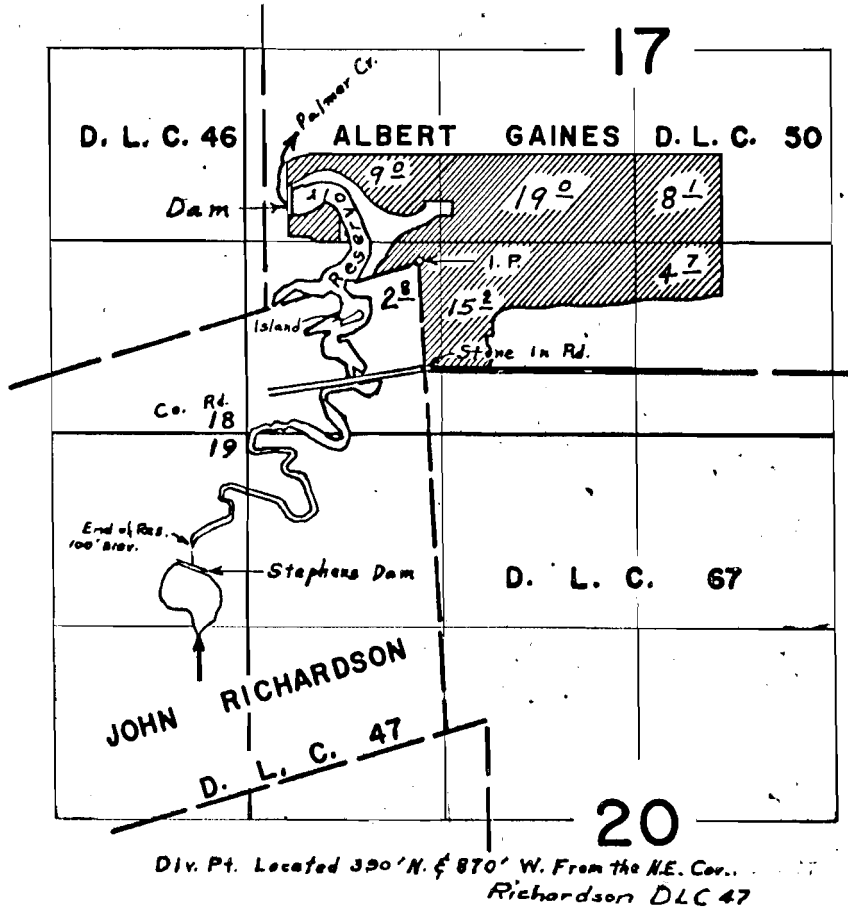 17
Palmer Cr.
D. L. C. 46
ALBERT GAINES D. L. C. 50
9 0
19 0
8 1
Dam
Reservoir
I. P.
4 7
2 8
15 2
Island
Stone in Rd.
Co. Rd.
18
19
End of Res.
100' Elev.
Stephens Dam
D. L. C. 67
JOHN RICHARDSON
D. L. C. 47
20
Div. Pt. Located 390' N. & 870' W. From the N.E. Cor.
Richardson DLC 47